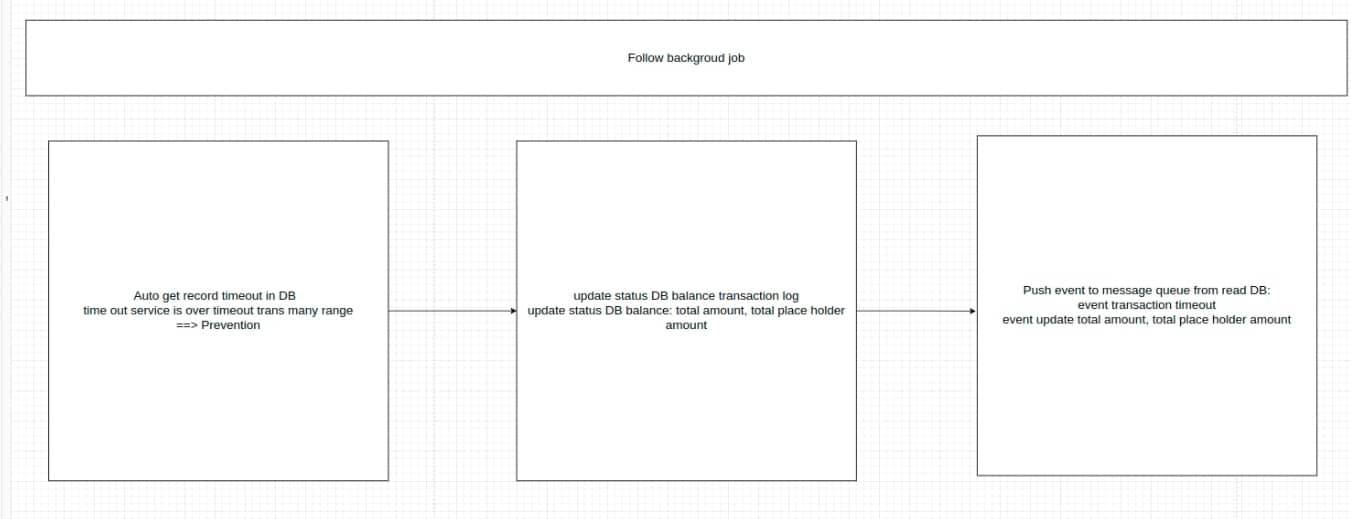 Follow backgroud job
Auto get record timeout in DB
time out service is over timeout trans many range
==> Prevention
update status DB balance transaction log
update status DB balance: total amount, total place holder
amount
Push event to message queue from read DB:
event transaction timeout
event update total amount, total place holder amount